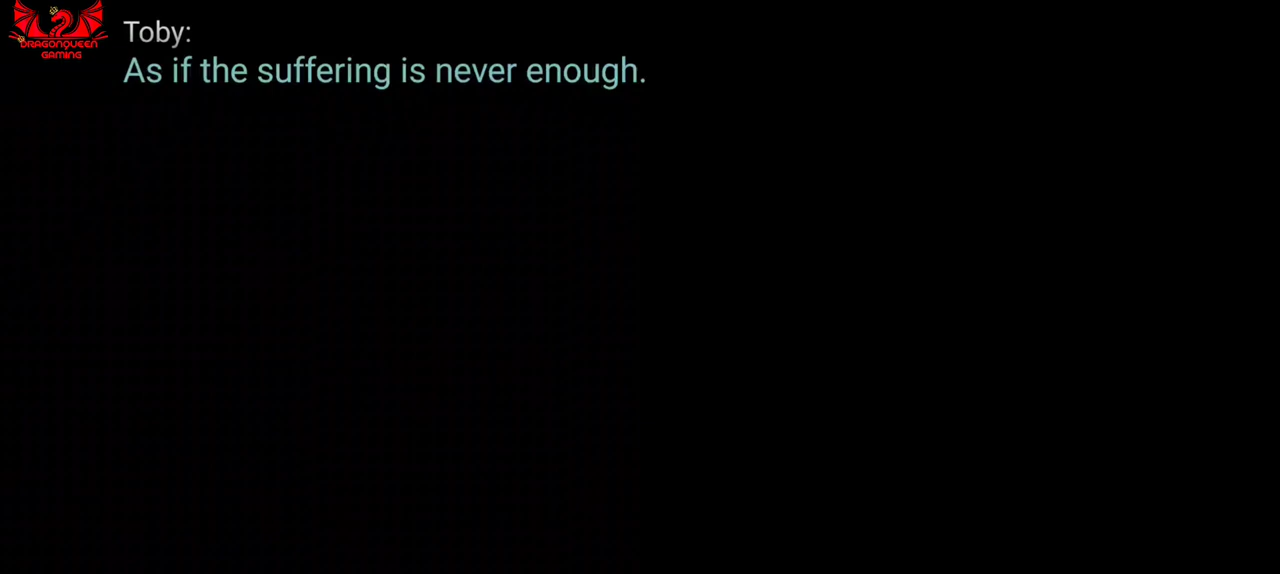 DRAGONQUEEN
GAMING
Toby:
As if the suffering is never enough.